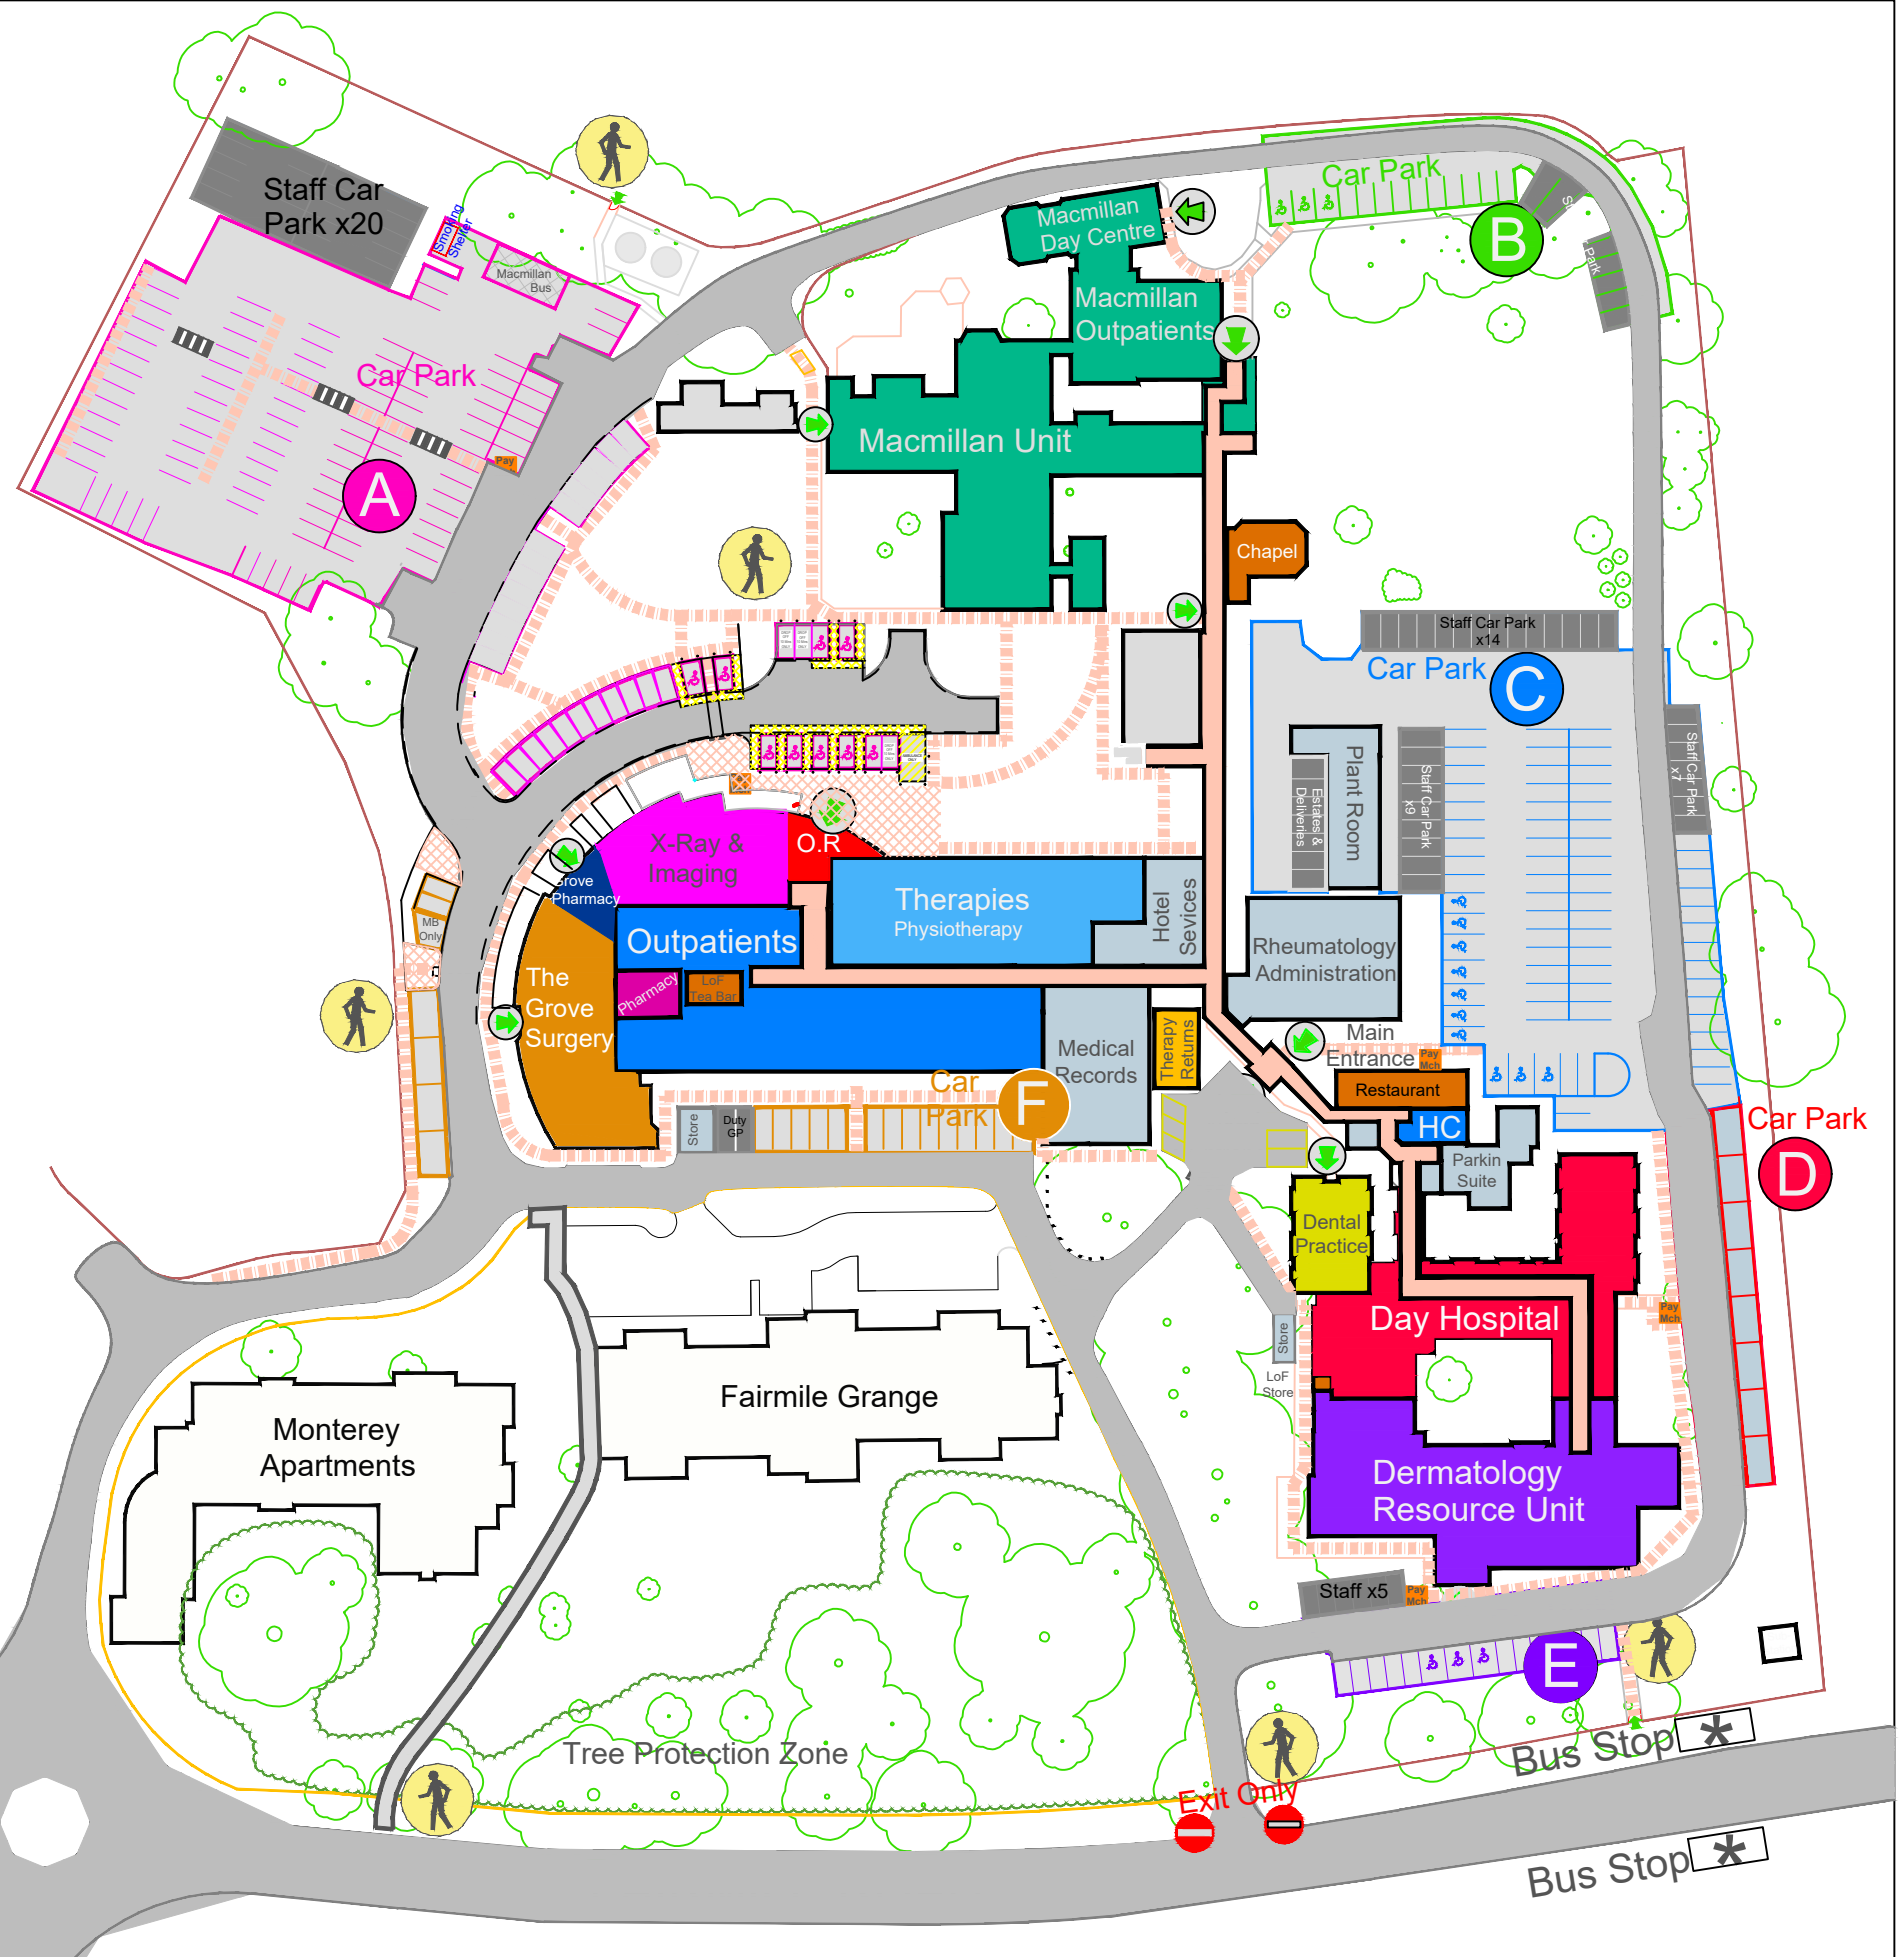 Staff Car
Park x20
Smoking
Shelter
Macmillan
Bus
Car Park
A
Pay
Macmillan
Day Centre
Macmillan
Outpatients
Macmillan Unit
Car Park
B
Park
Chapel
Staff Car Park
x14
Car Park
C
Plant Room
Estates &
Deliveries
Staff Car Park
x9
Staff Car Park
x7
X-Ray &
Imaging
O.R
Grove
Pharmacy
Therapies
Physiotherapy
Hotel
Sevices
Outpatients
Pharmacy
LoF
Tea Bar
The
Grove
Surgery
MB
Only
Rheumatology
Administration
Main
Entrance
Pay
Mch
Restaurant
HC
Parkin
Suite
Medical
Records
Therapy
Returns
Car
Park
F
Store
Duty
GP
Car Park
D
Dental
Practice
Day Hospital
Pay
Mch
Store
LoF
Store
Dermatology
Resource Unit
Staff x5
Pay
Mch
E
Fairmile Grange
Monterey
Apartments
Tree Protection Zone
Exit Only
Bus Stop *
Bus Stop *